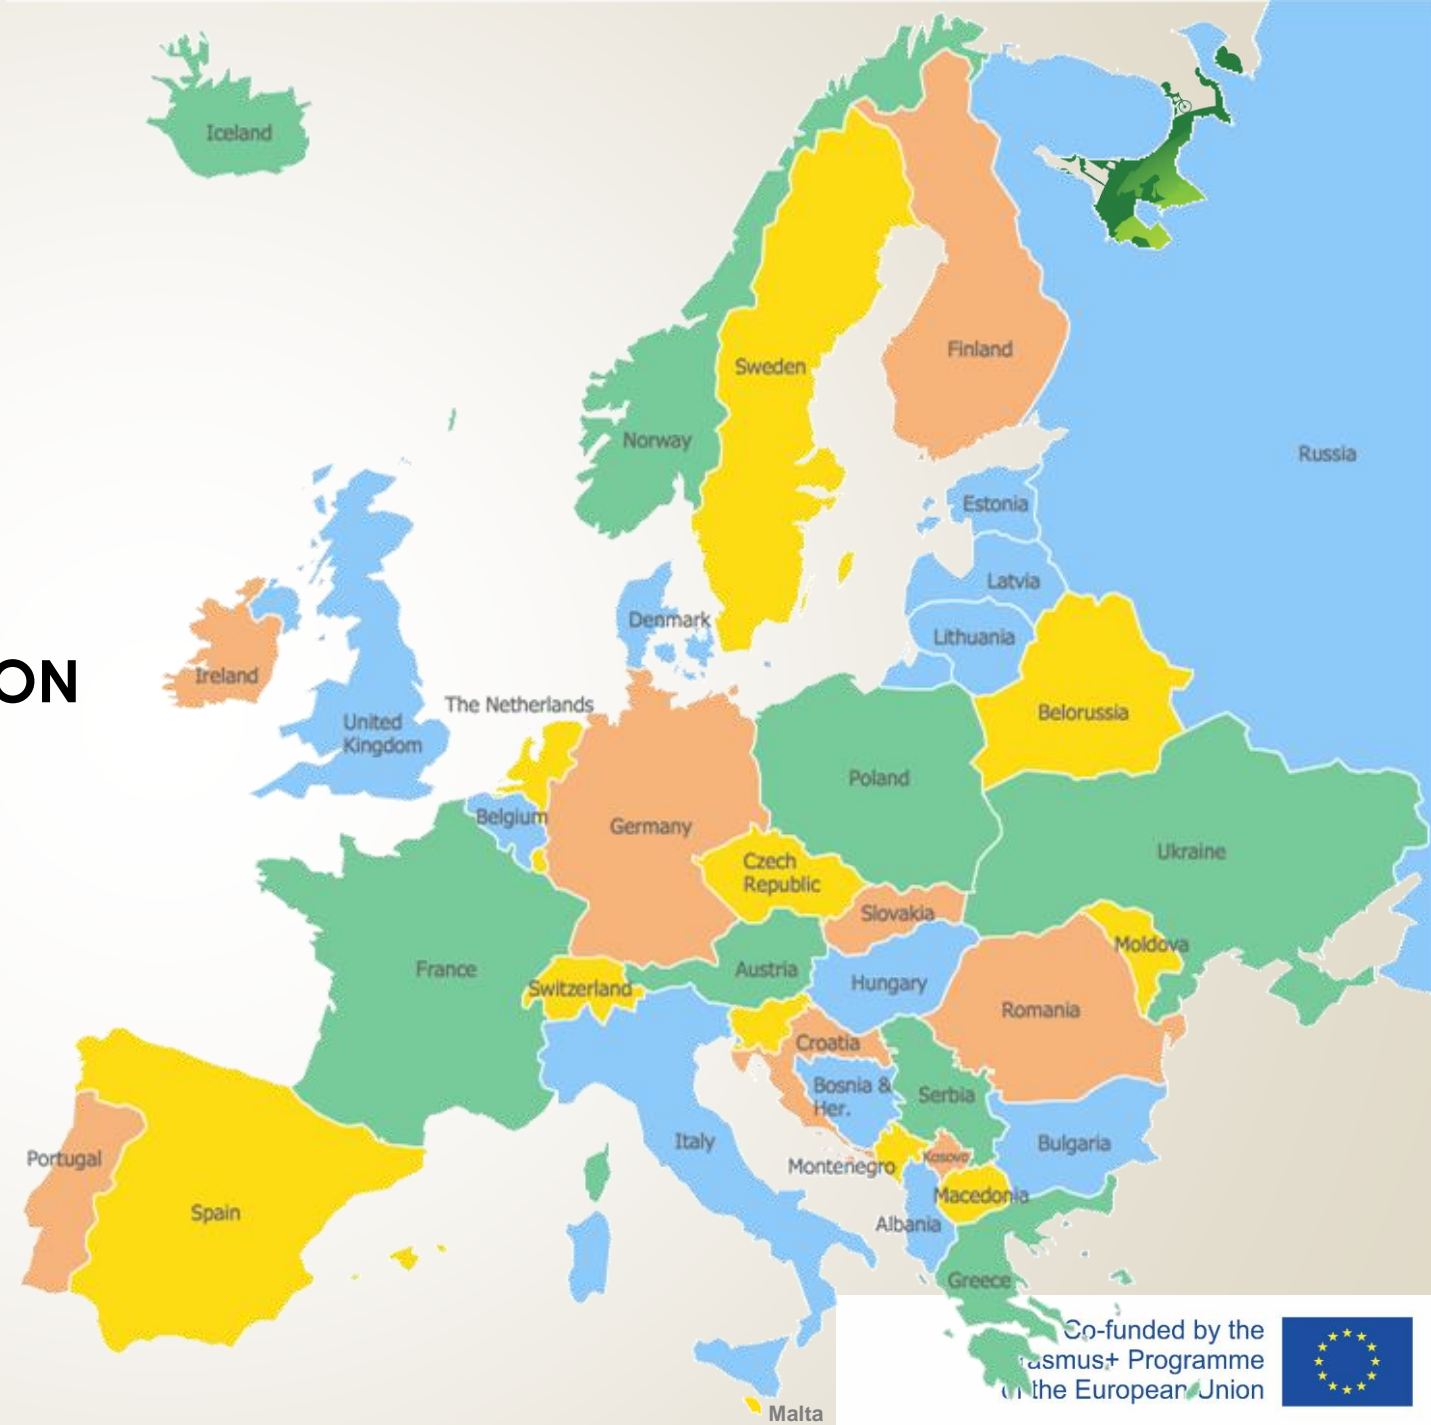 Iceland
Sweden
Finland
Norway
Russia
Estonia
Latvia
Denmark
Lithuania
ON
Ireland
The Netherlands
United
Kingdom
Belorussia
Poland
Belgium
Germany
Czech
Republic
Ukraine
Slovakia
Moldova
France
Switzerland
Austria
Hungary
Romania
Croatia
Bosnia &
Her.
Serbia
Portugal
Italy
Bulgaria
Montenegro
Kosovo
Macedonia
Spain
Albania
Greece
Co-funded by the
asmus+ Programme
the European Union
Malta